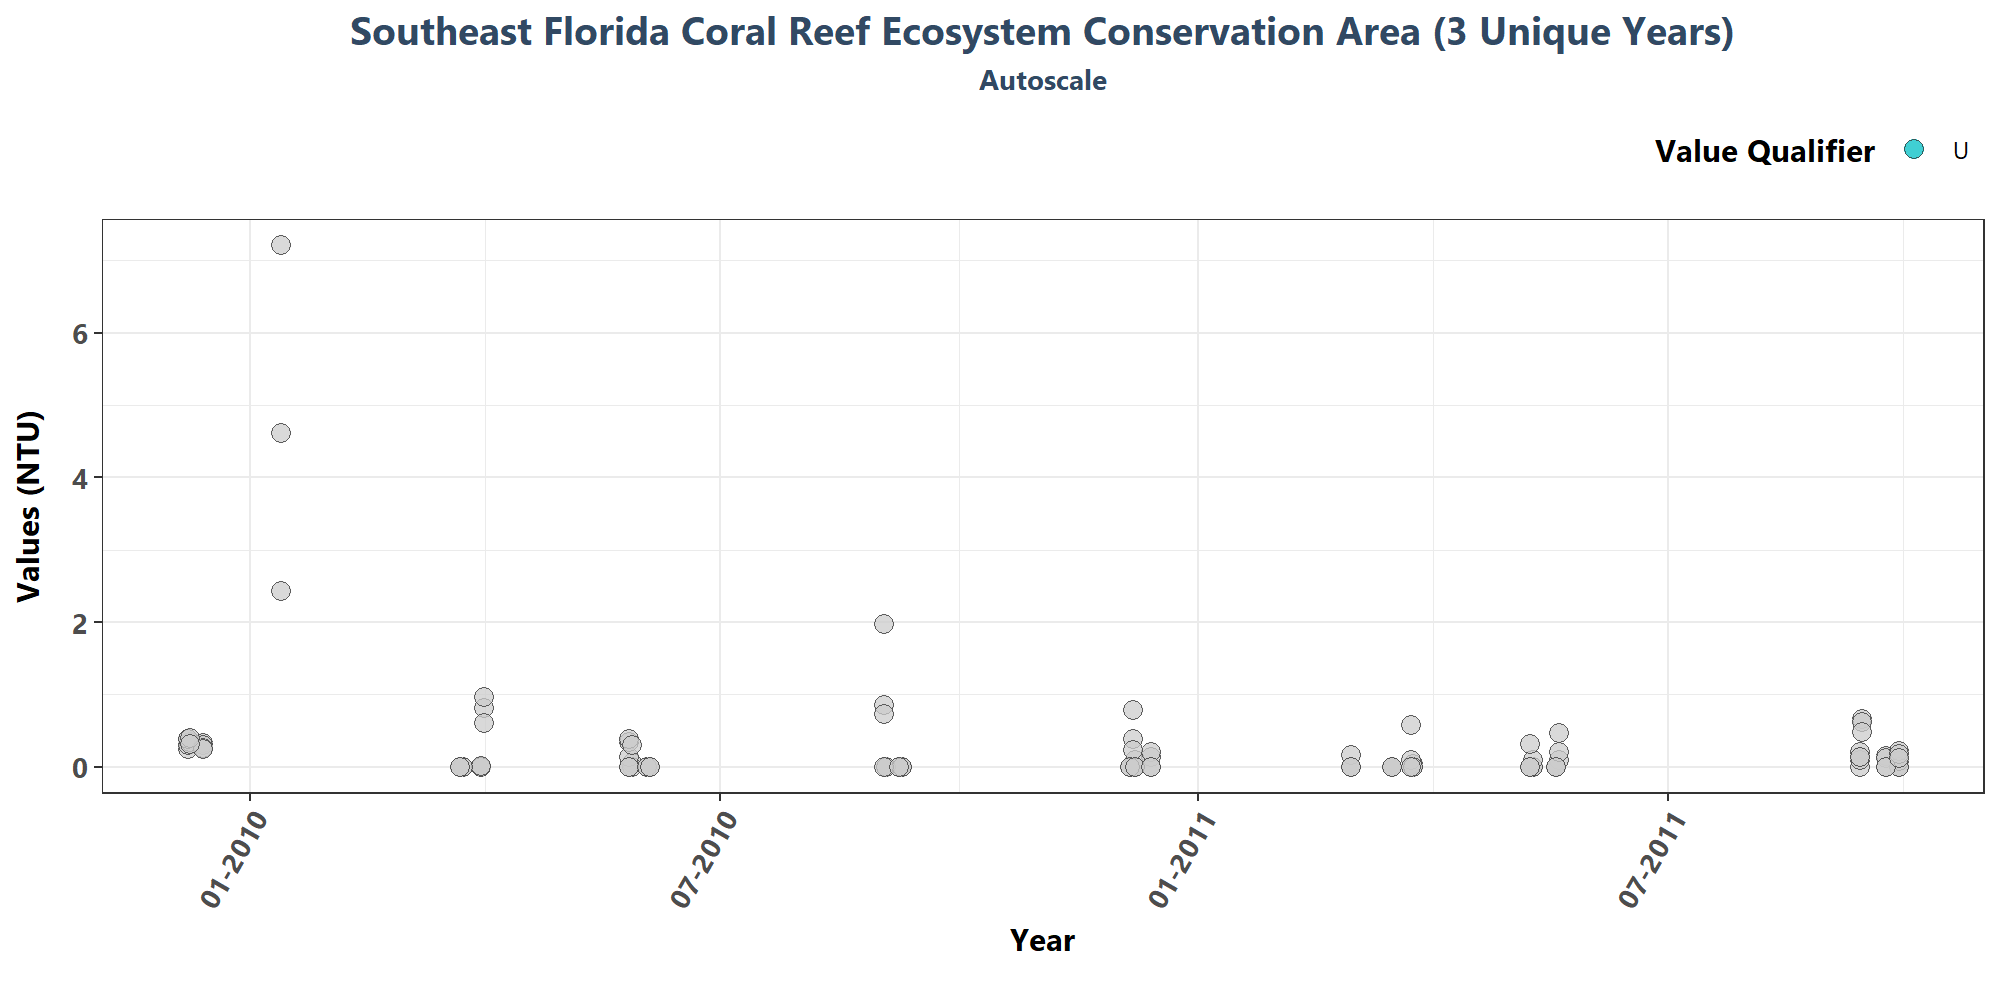 Southeast Florida Coral Reef Ecosystem Conservation Area (3 Unique Years)
Autoscale
Value Qualifier U
Values (NTU)
6
4
2
0
01-2010
07-2010
01-2011
07-2011
Year